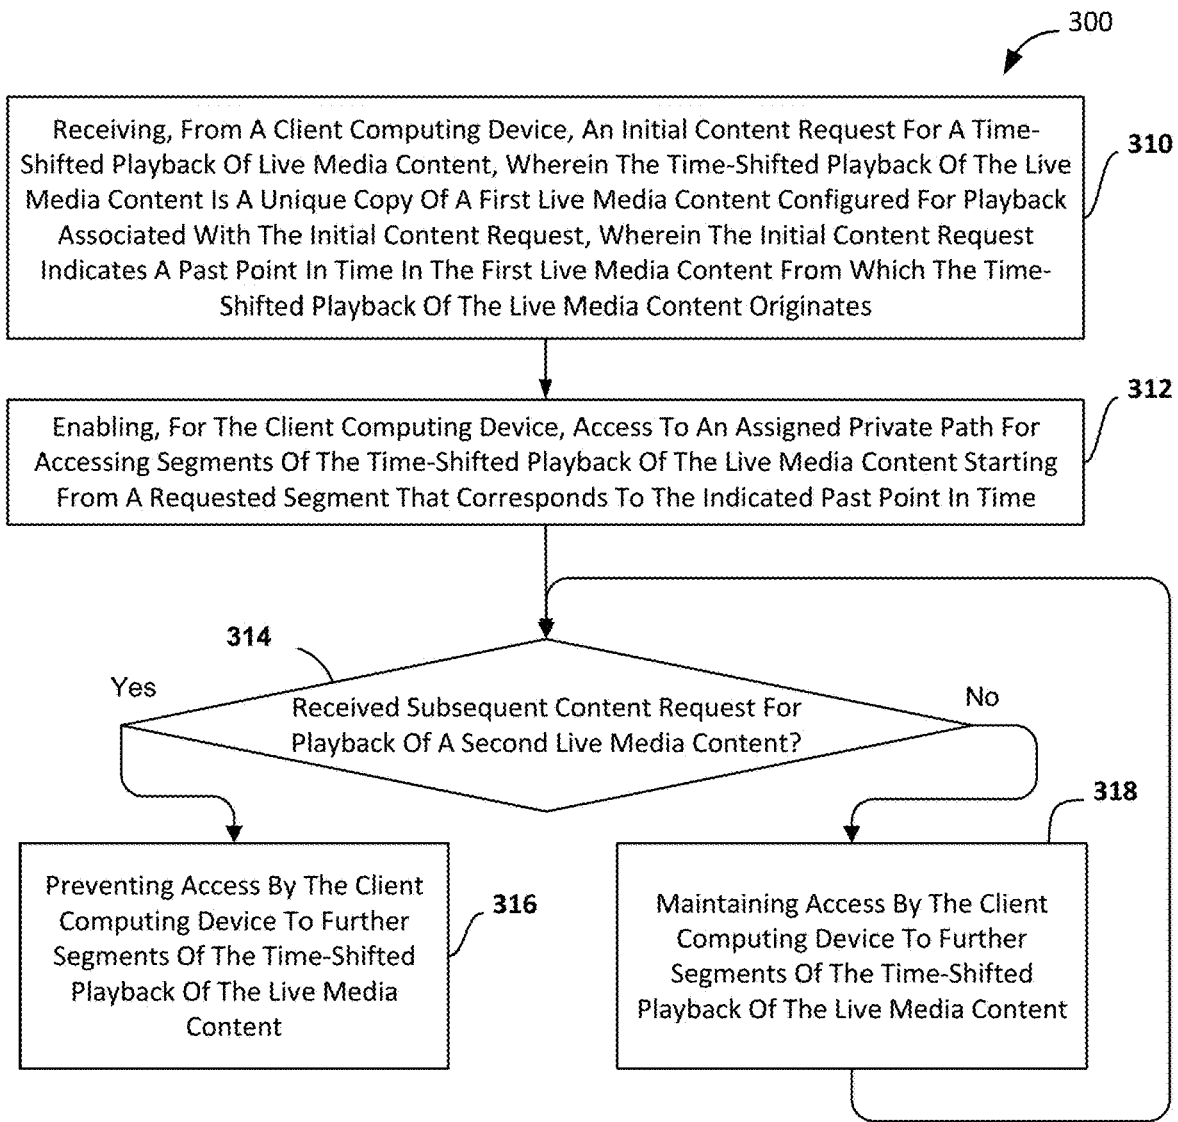 300
Receiving, From A Client Computing Device, An Initial Content Request For A Time-
Shifted Playback Of Live Media Content, Wherein The Time-Shifted Playback Of The Live
Media Content Is A Unique Copy Of A First Live Media Content Configured For Playback
Associated With The Initial Content Request, Wherein The Initial Content Request
Indicates A Past Point In Time In The First Live Media Content From Which The Time-
Shifted Playback Of The Live Media Content Originates
310
Enabling, For The Client Computing Device, Access To An Assigned Private Path For
Accessing Segments Of The Time-Shifted Playback Of The Live Media Content Starting
From A Requested Segment That Corresponds To The Indicated Past Point In Time
312
314
Yes
Received Subsequent Content Request For
Playback Of A Second Live Media Content?
No
Preventing Access By The Client
Computing Device To Further
Segments Of The Time-Shifted
Playback Of The Live Media
Content
316
318
Maintaining Access By The Client
Computing Device To Further
Segments Of The Time-Shifted
Playback Of The Live Media Content